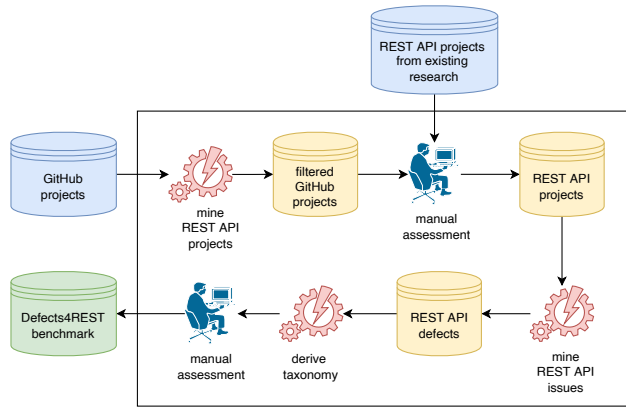 REST API projects
from existing
research
GitHub
projects
mine
REST API
projects
filtered
GitHub
projects
manual
assessment
REST API
projects
Defects4REST
benchmark
manual
assessment
derive
taxonomy
REST API
defects
mine
REST API
issues